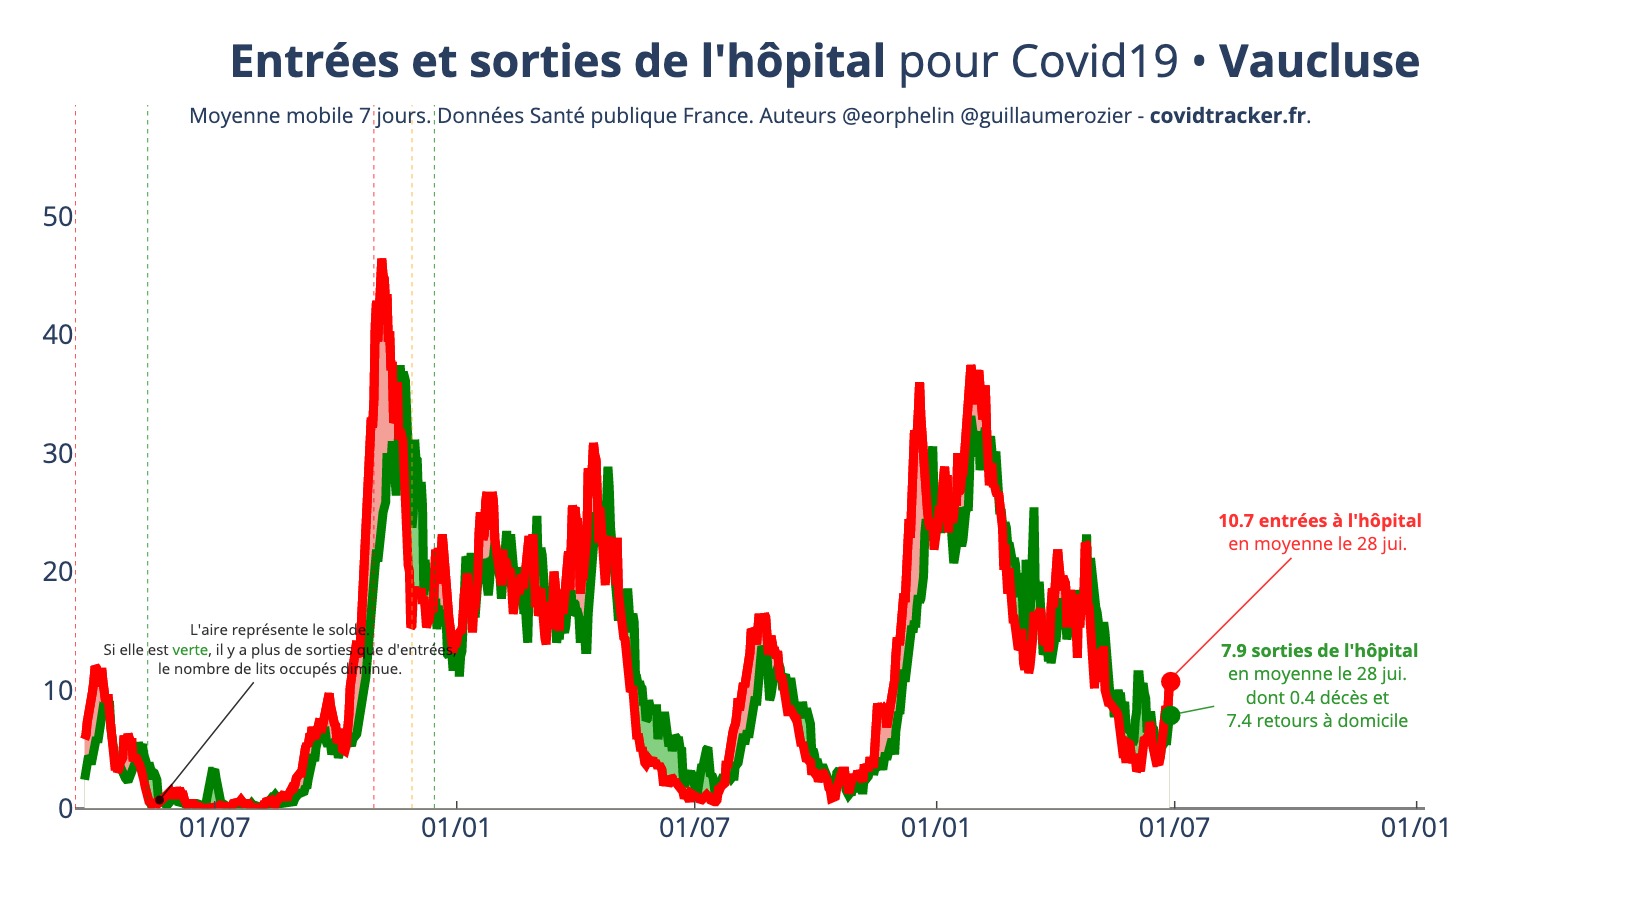 Entrées et sorties de l'hôpital pour Covid19 • Vaucluse
Moyenne mobile 7 jours. Données Santé publique France. Auteurs @eorphelin @guillaumerozier - covidtracker.fr.
50
40
30
20
10
0
L'aire représente le solde.
Si elle est verte, il y a plus de sorties que d'entrées,
le nombre de lits occupés diminue.
10.7 entrées à l'hôpital
en moyenne le 28 jui.
7.9 sorties de l'hôpital
en moyenne le 28 jui.
dont 0.4 décès et
7.4 retours à domicile
01/07
01/01
01/07
01/01
01/07
01/01